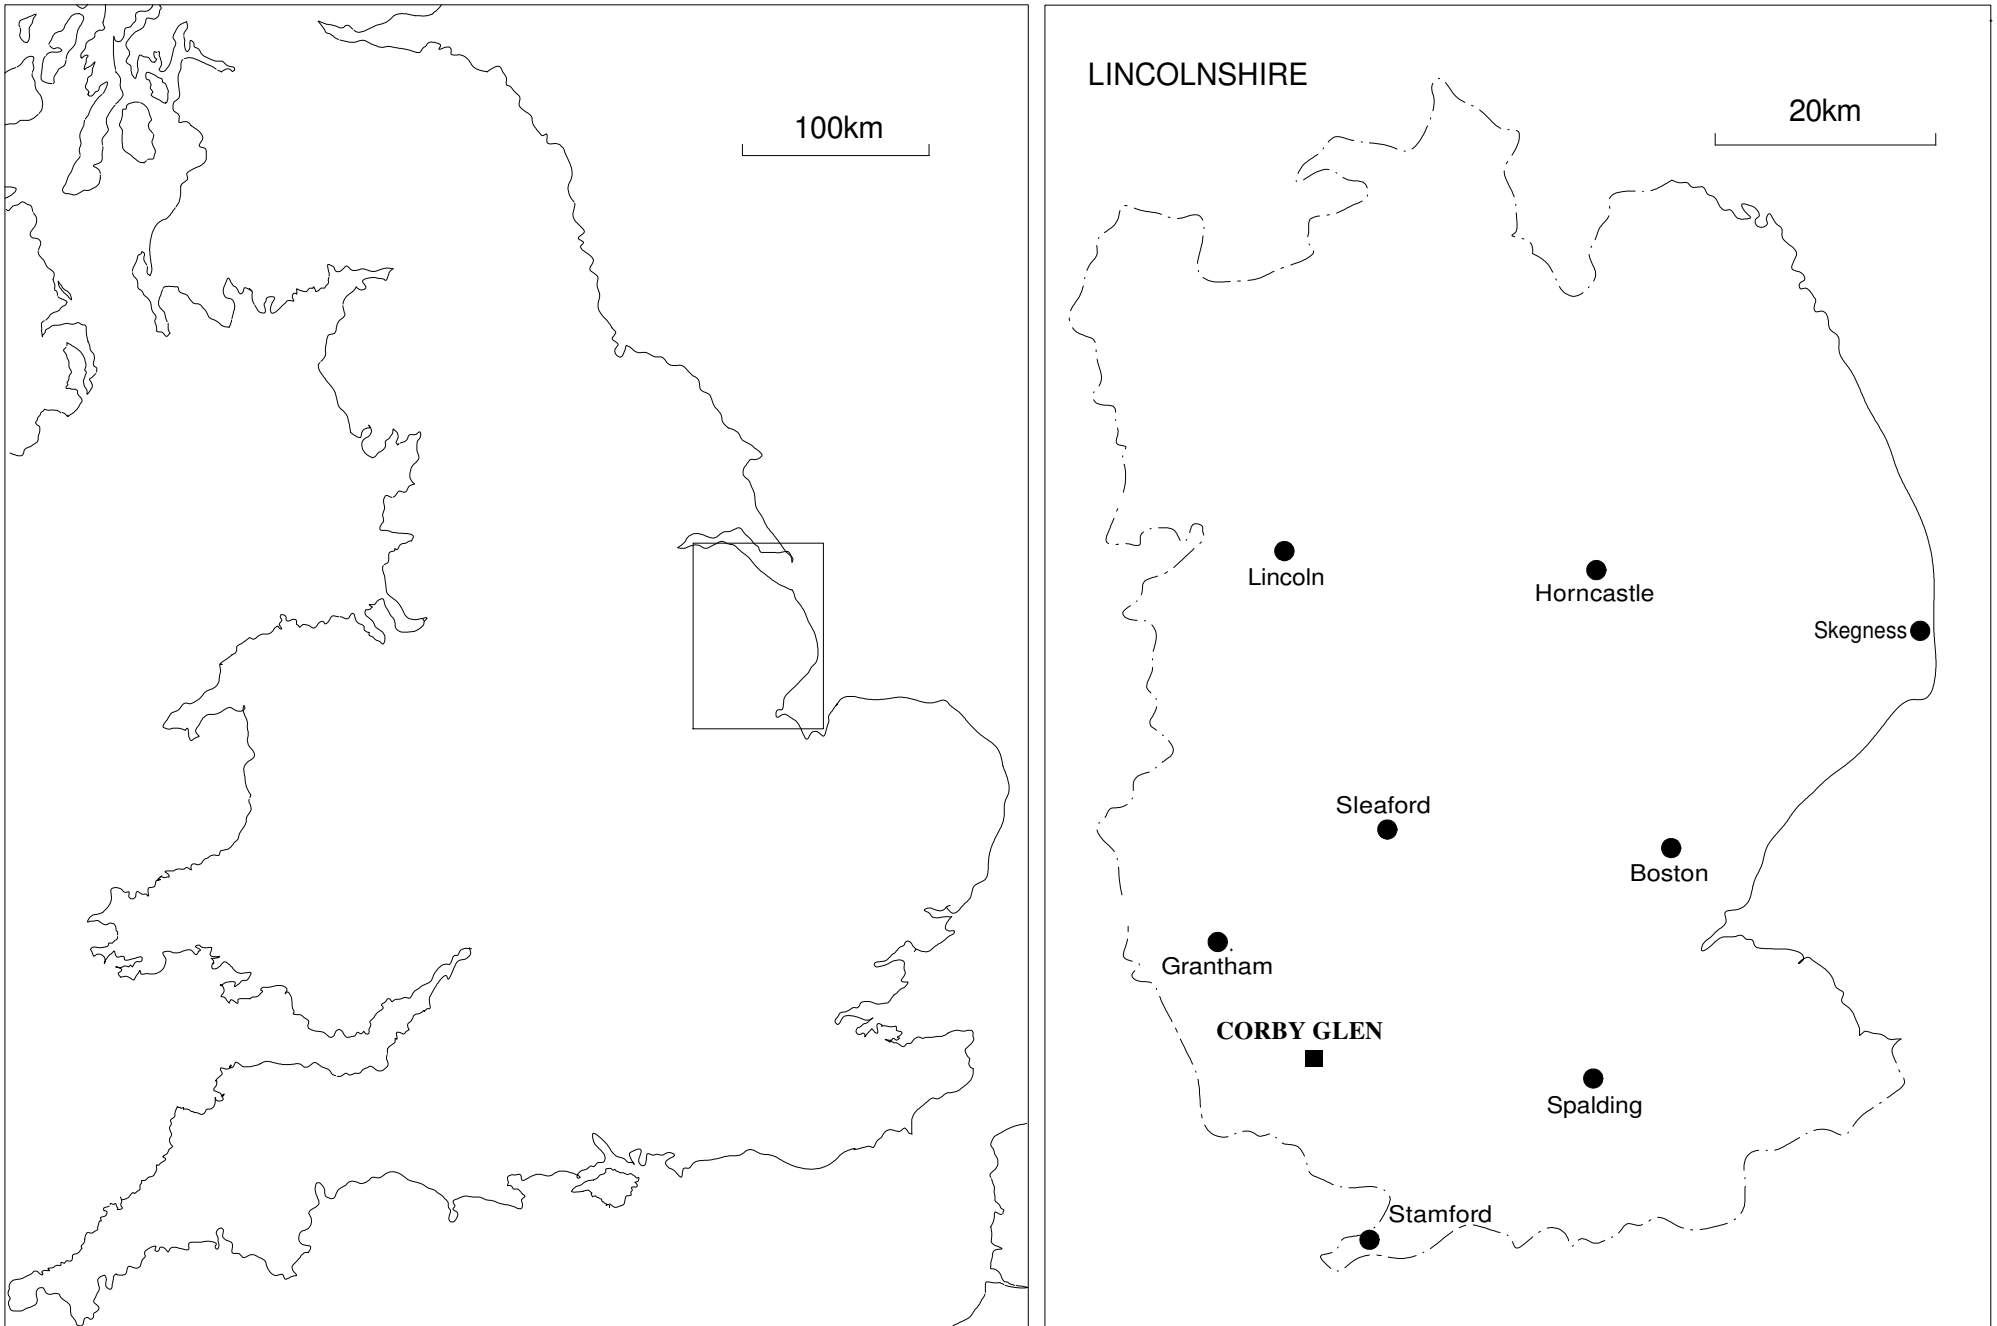 100km
LINCOLNSHIRE
20km
Lincoln
Horncastle
Skegness
Sleaford
Boston
Grantham
CORBY GLEN
Spalding
Stamford